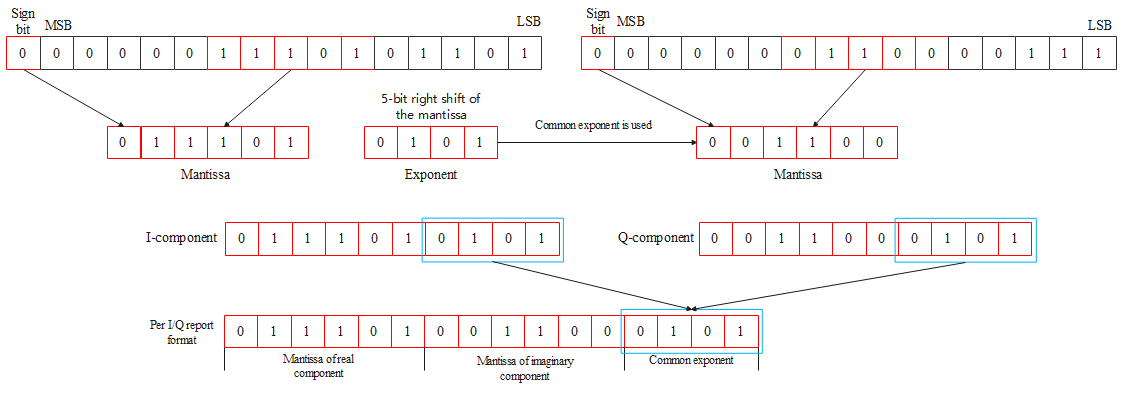 Sign bit MSB LSB
0 0 0 0 0 0 1 1 1 0 1 0 1 1 0 1
Sign bit MSB LSB
0 0 0 0 0 0 0 1 1 0 0 0 0 1 1 1
5-bit right shift of
the mantissa
0 1 1 1 0 1
Mantissa
0 1 0 1
Exponent
Common exponent is used
0 0 1 1 0 0
Mantissa
I-component 0 1 1 1 0 1 0 1 0 1
Q-component 0 0 1 1 0 0 0 1 0 1
Per I/Q report
format
0 1 1 1 0 1 0 0 1 1 0 0 0 1 0 1
Mantissa of real
component
Mantissa of imaginary
component
Common exponent